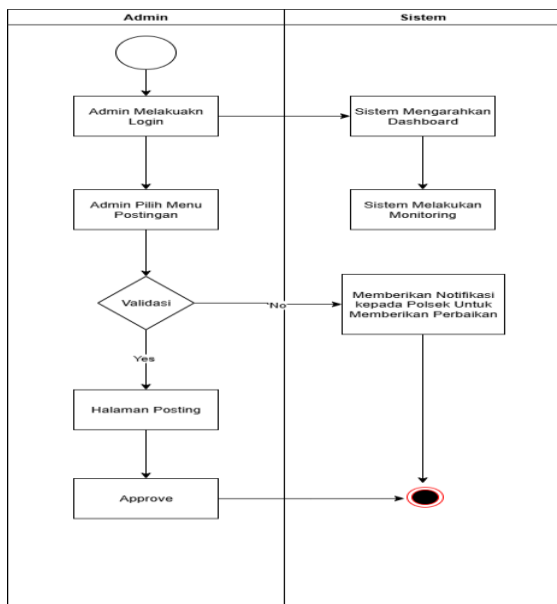 Admin
Sistem
Admin Melakuakn
Login
Sistem Mengarahkan
Dashboard
Admin Pilih Menu
Postingan
Sistem Melakukan
Monitoring
Validasi
No
Memberikan Notifikasi
kepada Polsek Untuk
Memberikan Perbaikan
Yes
Halaman Posting
Approve